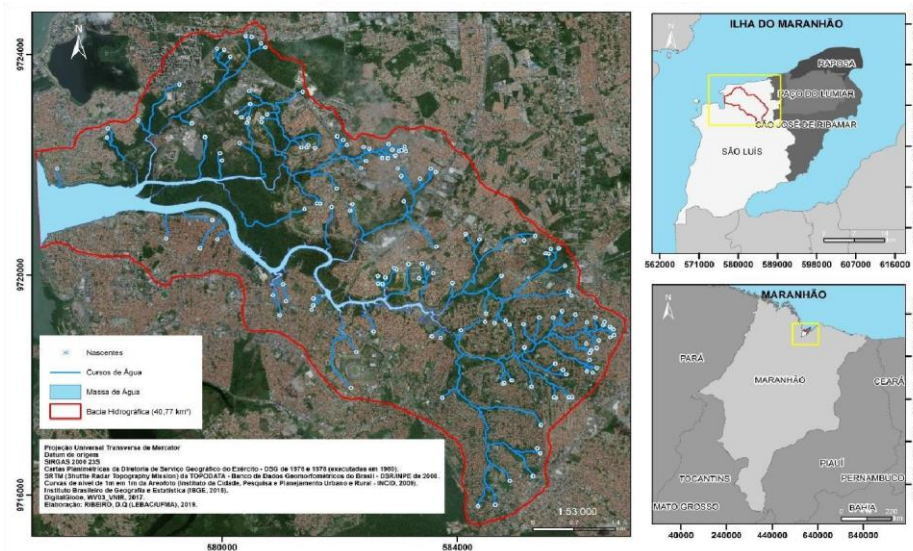 N
9724000
9720000
9716000
580000
584000
Nascentes
Cursos de Água
Massa de Água
Bacia Hidrográfica (40,77 km²)
Projeção Universal Transversa de Mercator
Datum de origem
SIRGAS 2000 23S
Cartas Planimétricas da Diretoria de Serviço Geográfico do Exército - DSG de 1976 e 1978 (executadas em 1980).
SRTM (Shuttle Radar Topography Mission) da TOPODATA - Banco de Dados Geomorfométricos do Brasil - DSR/INPE de 2008.
Curvas de nível de 1m em 1m da Aerofoto (Instituto da Cidade, Pesquisa e Planejamento Urbano e Rural - INCID, 2009).
Instituto Brasileiro de Geografia e Estatística (IBGE, 2018).
DigitalGlobe, WV03_VNIR, 2017.
Elaboração: RIBEIRO, D.Q (LEBAC/UFMA), 2019.
1:53.000
ILHA DO MARANHÃO
N
RAPOSA
PAÇO DO LUMIAR
SÃO JOSÉ DE RIBAMAR
SÃO LUÍS
562000 571000 580000 589000 598000 607000 616000
MARANHÃO
N
PARÁ
MARANHÃO
CEARÁ
PIAUÍ
TOCANTINS
PERNAMBUCO
MATO GROSSO
BAHIA
40000 240000 440000 640000 840000